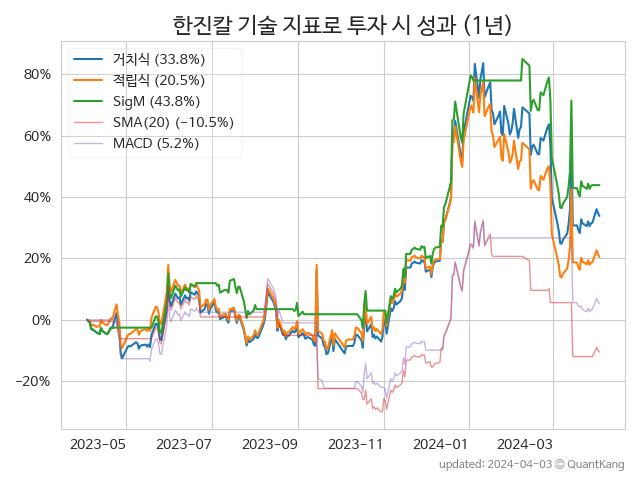 한진칼 기술 지표로 투자 시 성과 (1년)
거치식 (33.8%)
적립식 (20.5%)
SigM (43.8%)
SMA(20) (−10.5%)
MACD (5.2%)
80%
60%
40%
20%
0%
−20%
2023-05 2023-07 2023-09 2023-11 2024-01 2024-03
updated: 2024-04-03 © QuantKang